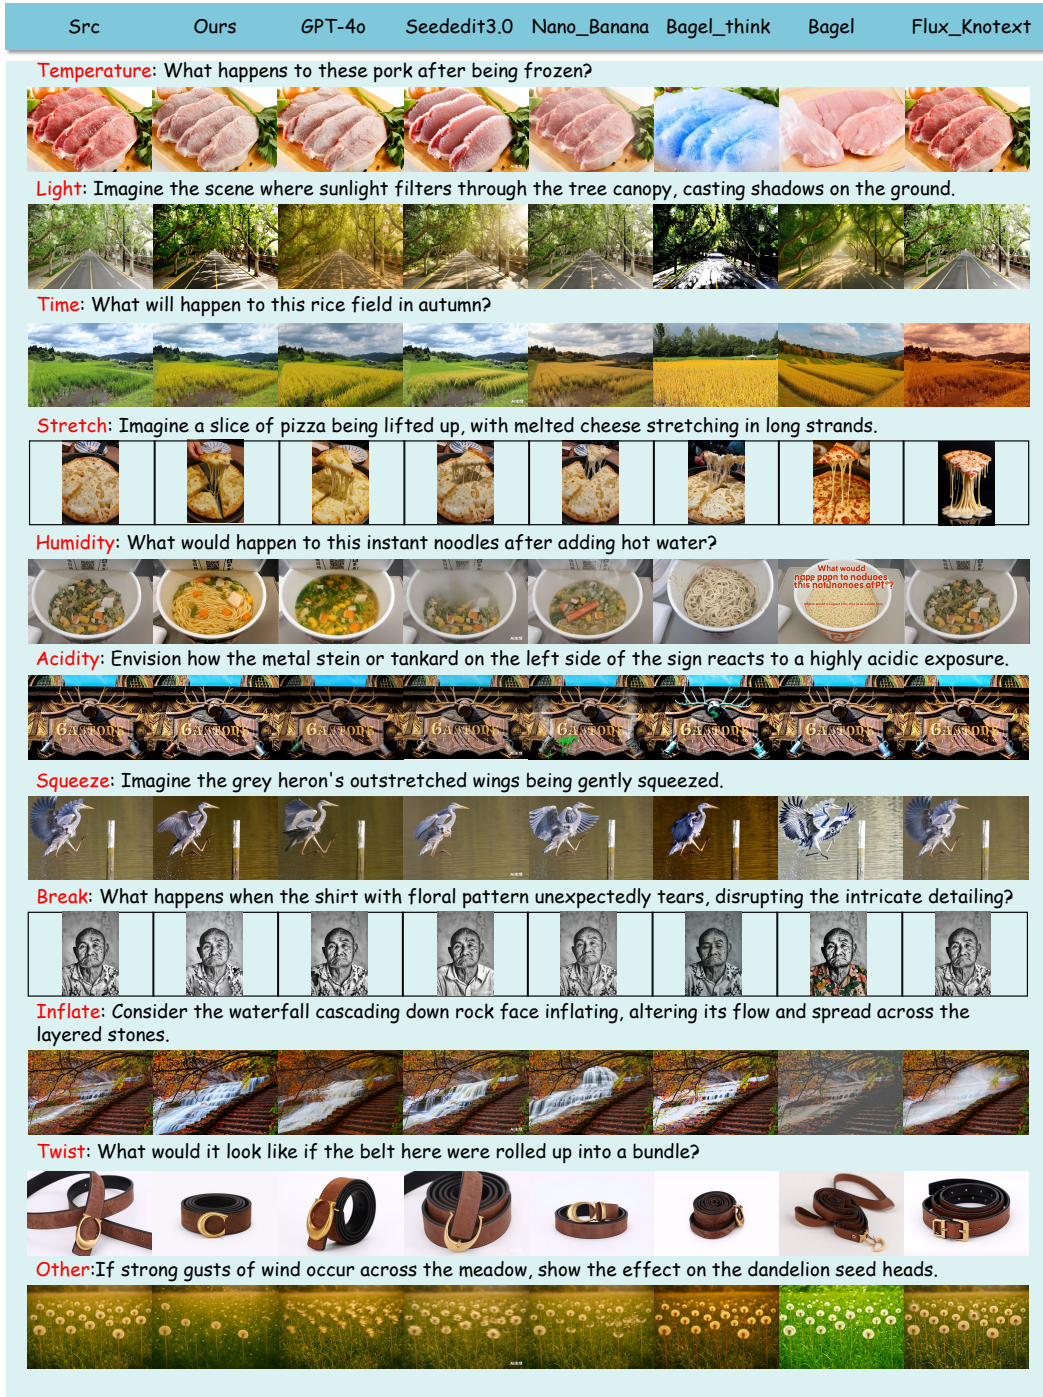 Src Ours GPT-4o Seededit3.0 Nano_Banana Bagel_think Bagel Flux_Knotext
Temperature: What happens to these pork after being frozen?
Light: Imagine the scene where sunlight filters through the tree canopy, casting shadows on the ground.
Time: What will happen to this rice field in autumn?
Stretch: Imagine a slice of pizza being lifted up, with melted cheese stretching in long strands.
Humidity: What would happen to this instant noodles after adding hot water?
What would
nope pppn to noduoes
Acidity: Envision how the metal stein or tankard on the left side of the sign reacts to a highly acidic exposure.
Squeeze: Imagine the grey heron's outstretched wings being gently squeezed.
Break: What happens when the shirt with floral pattern unexpectedly tears, disrupting the intricate detailing?
Inflate: Consider the waterfall cascading down rock face inflating, altering its flow and spread across the
layered stones.
Twist: What would it look like if the belt here were rolled up into a bundle?
Other:If strong gusts of wind occur across the meadow, show the effect on the dandelion seed heads.